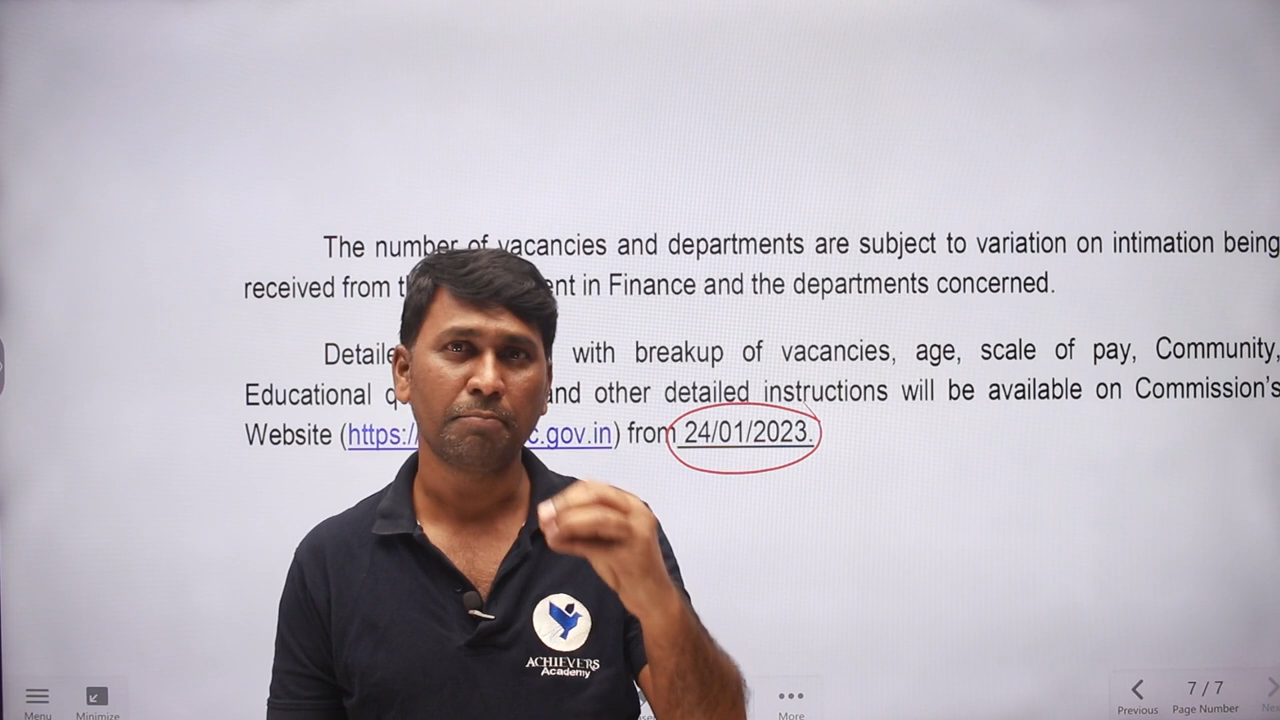 The number of vacancies and departments are subject to variation on intimation being
received from in Finance and the departments concerned.
with breakup of vacancies, age, scale of pay, Community,
Educational and other detailed instructions will be available on Commission's
Website (https:/ .gov.in) from 24/01/2023.
ACHIEVERS
Academy
Menu
Minimize
More
Previous
7 / 7
Page Number